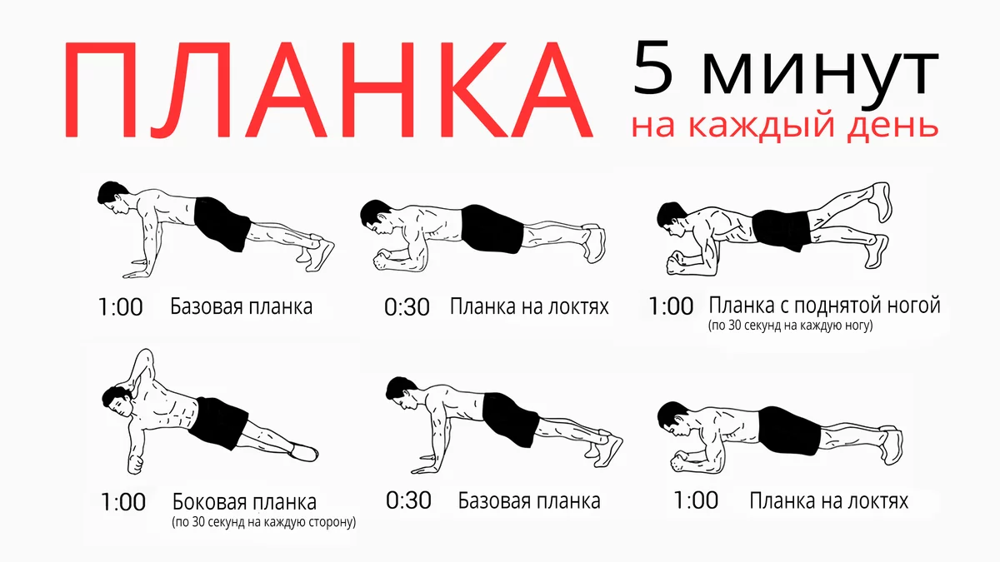 ПЛАНКА
5 минут
на каждый день
1:00 Базовая планка
0:30 Планка на локтях
1:00 Планка с поднятой ногой
(по 30 секунд на каждую ногу)
1:00 Боковая планка
(по 30 секунд на каждую сторону)
0:30 Базовая планка
1:00 Планка на локтях